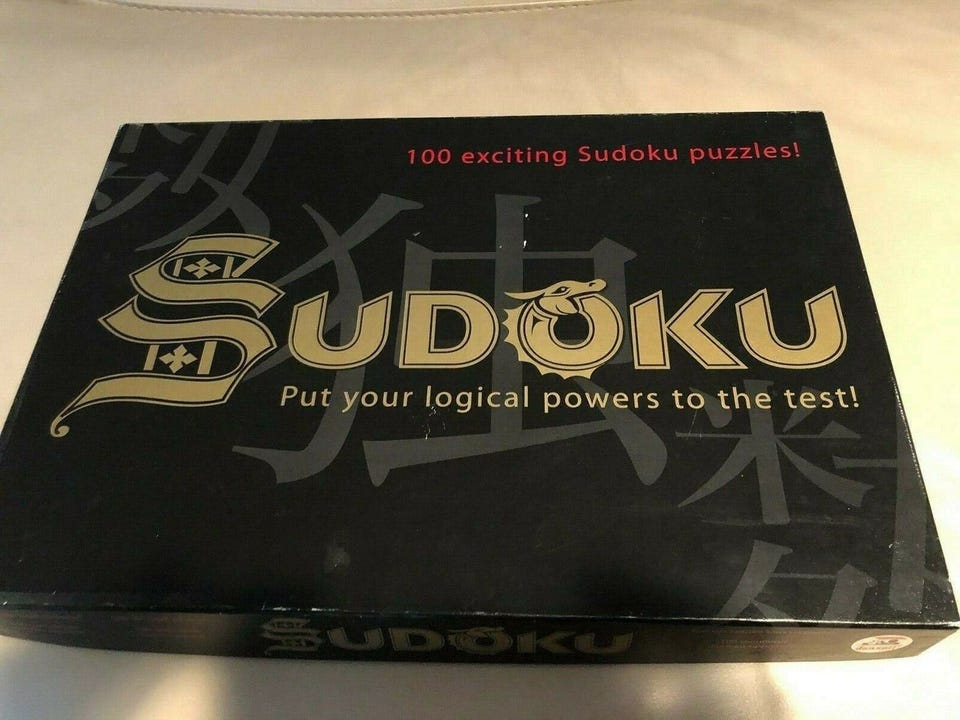 100 exciting Sudoku puzzles!
独
SUDOKU
Put your logical powers to the test!
SUDOKU